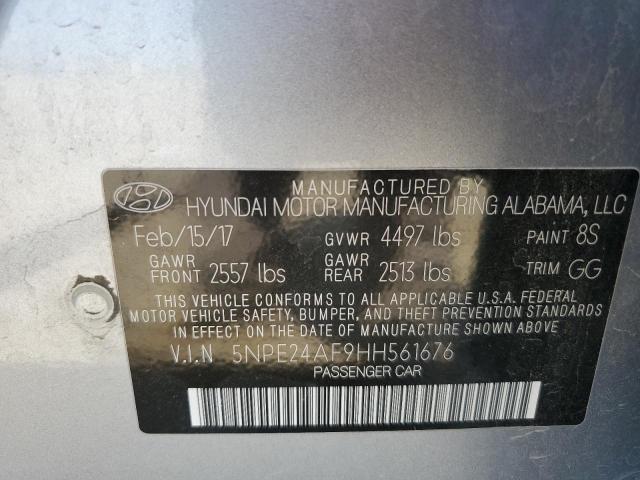 MANUFACTURED BY
HYUNDAI MOTOR MANUFACTURING ALABAMA, LLC
Feb/15/17 GVWR 4497 lbs PAINT 8S
GAWR FRONT 2557 lbs GAWR REAR 2513 lbs TRIM GG
THIS VEHICLE CONFORMS TO ALL APPLICABLE U.S.A. FEDERAL
MOTOR VEHICLE SAFETY, BUMPER, AND THEFT PREVENTION STANDARDS
IN EFFECT ON THE DATE OF MANUFACTURE SHOWN ABOVE.
V.I.N 5NPE24AF9HH561676
PASSENGER CAR